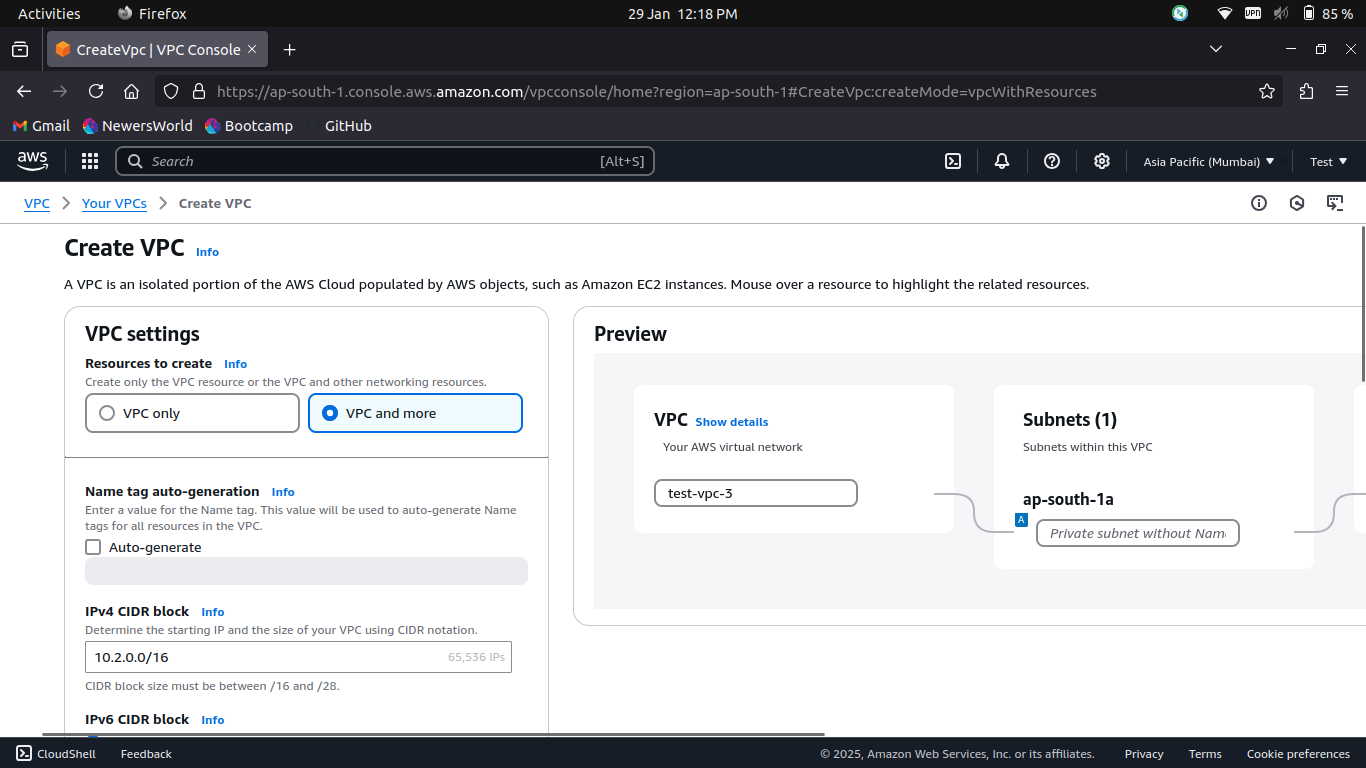 Activities Firefox 29 Jan 12:18 PM VPN 85 %
CreateVpc | VPC Console
https://ap-south-1.console.aws.amazon.com/vpcconsole/home?region=ap-south-1#CreateVpc:createMode=vpcWithResources
Gmail NewersWorld Bootcamp GitHub
aws Search [Alt+S] Asia Pacific (Mumbai) Test
VPC Your VPCs Create VPC
Create VPC Info
A VPC is an isolated portion of the AWS Cloud populated by AWS objects, such as Amazon EC2 instances. Mouse over a resource to highlight the related resources.
VPC settings
Resources to create Info
Create only the VPC resource or the VPC and other networking resources.
VPC only VPC and more
Name tag auto-generation Info
Enter a value for the Name tag. This value will be used to auto-generate Name
tags for all resources in the VPC.
Auto-generate
IPv4 CIDR block Info
Determine the starting IP and the size of your VPC using CIDR notation.
10.2.0.0/16 65,536 IPs
CIDR block size must be between /16 and /28.
IPv6 CIDR block Info
Preview
VPC Show details
Your AWS virtual network
test-vpc-3
Subnets (1)
Subnets within this VPC
ap-south-1a
A
Private subnet without Nam
CloudShell Feedback © 2025, Amazon Web Services, Inc. or its affiliates. Privacy Terms Cookie preferences